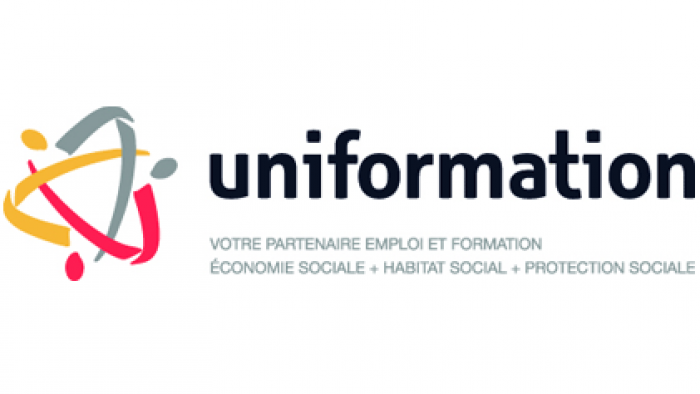 uniformation
VOTRE PARTENAIRE EMPLOI ET FORMATION
ÉCONOMIE SOCIALE + HABITAT SOCIAL + PROTECTION SOCIALE